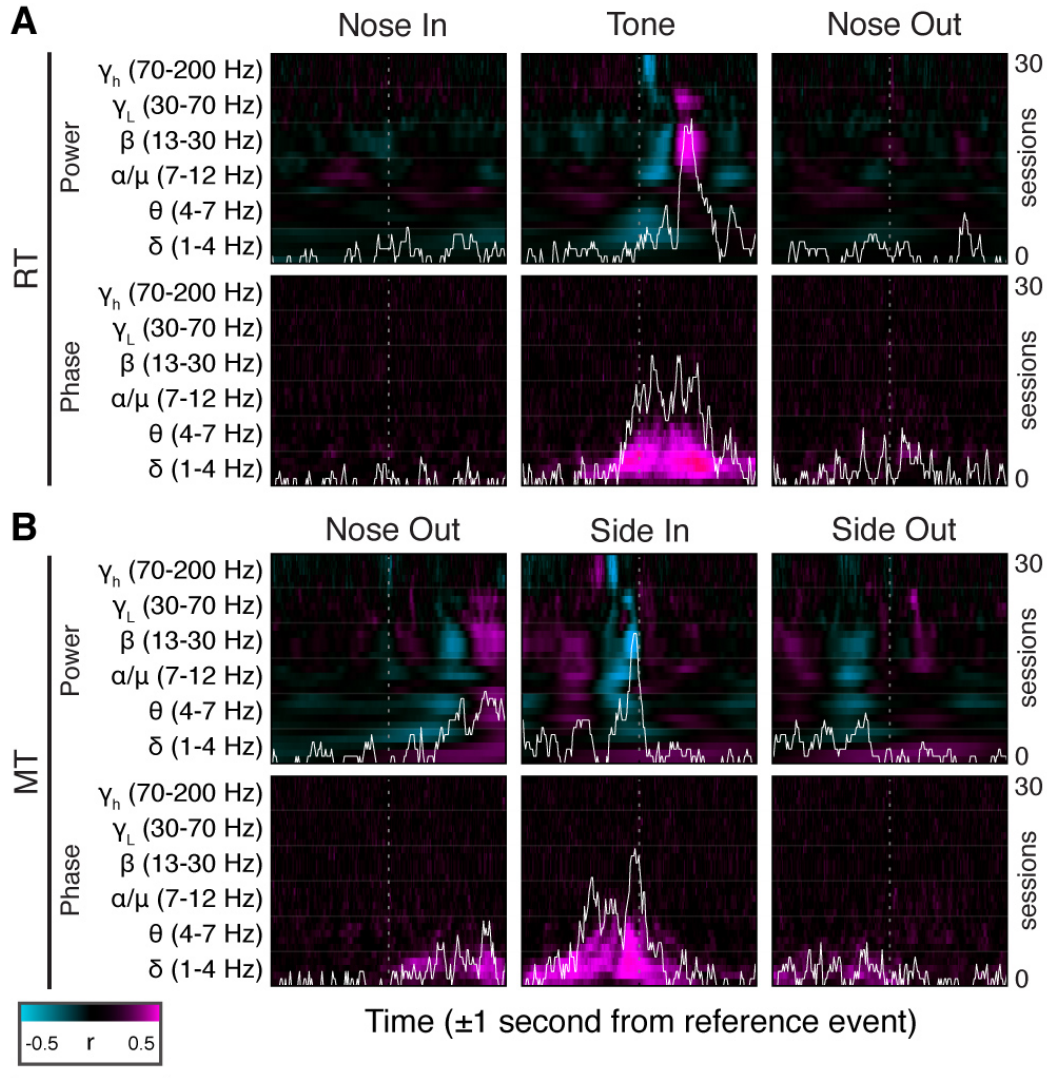 A
Nose In Tone Nose Out
RT
Power
γh (70-200 Hz)
γL (30-70 Hz)
β (13-30 Hz)
α/μ (7-12 Hz)
θ (4-7 Hz)
δ (1-4 Hz)
30
sessions
0
Phase
γh (70-200 Hz)
γL (30-70 Hz)
β (13-30 Hz)
α/μ (7-12 Hz)
θ (4-7 Hz)
δ (1-4 Hz)
30
sessions
0
B
Nose Out Side In Side Out
MT
Power
γh (70-200 Hz)
γL (30-70 Hz)
β (13-30 Hz)
α/μ (7-12 Hz)
θ (4-7 Hz)
δ (1-4 Hz)
30
sessions
0
Phase
γh (70-200 Hz)
γL (30-70 Hz)
β (13-30 Hz)
α/μ (7-12 Hz)
θ (4-7 Hz)
δ (1-4 Hz)
30
sessions
0
-0.5 r 0.5
Time (±1 second from reference event)